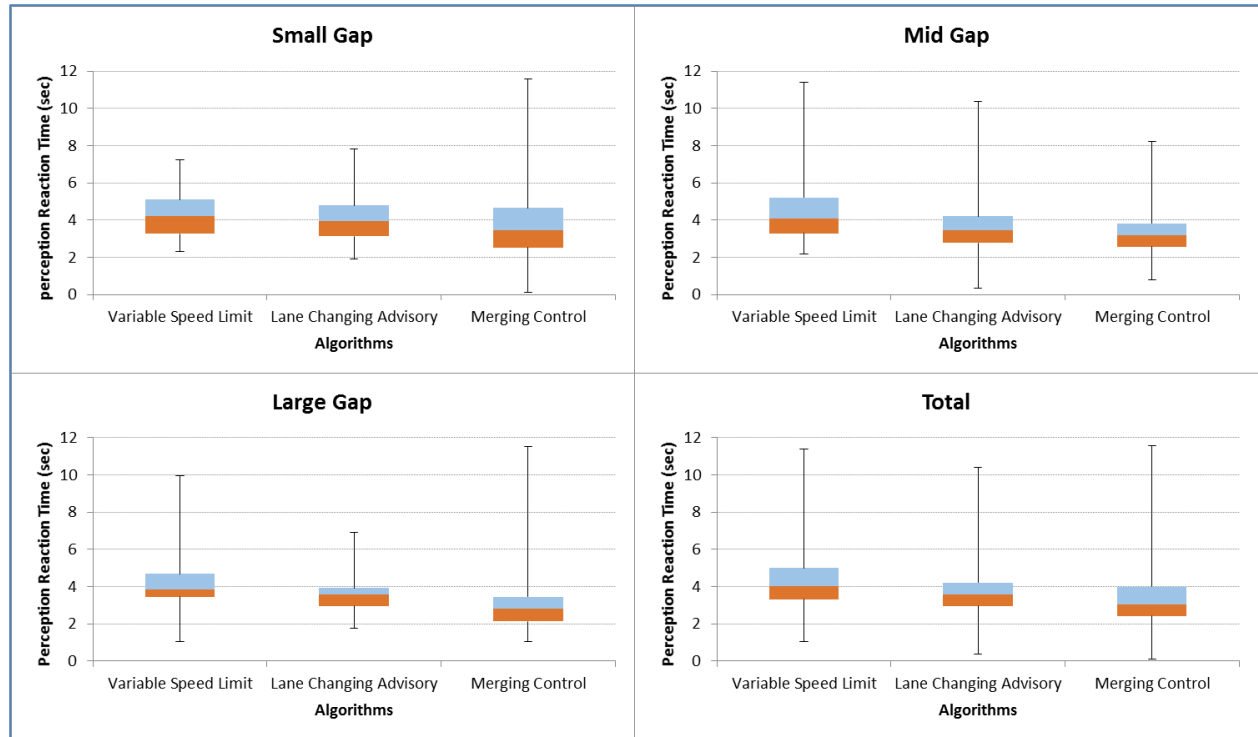 Small Gap
perception Reaction Time (sec)
12
10
8
6
4
2
0
Variable Speed Limit Lane Changing Advisory Merging Control
Algorithms
Mid Gap
Perception Reaction Time (sec)
12
10
8
6
4
2
0
Variable Speed Limit Lane Changing Advisory Merging Control
Algorithms
Large Gap
Perception Reaction Time (sec)
12
10
8
6
4
2
0
Variable Speed Limit Lane Changing Advisory Merging Control
Algorithms
Total
Perception Reaction Time (sec)
12
10
8
6
4
2
0
Variable Speed Limit Lane Changing Advisory Merging Control
Algorithms